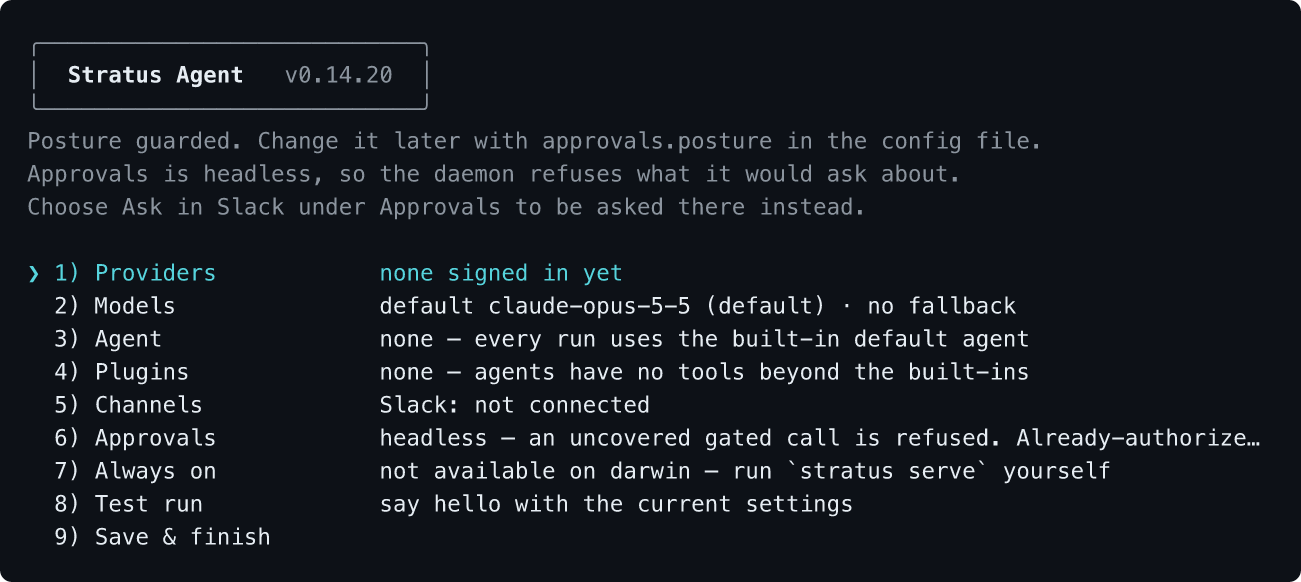 Stratus Agent v0.14.20
Posture guarded. Change it later with approvals.posture in the config file.
Approvals is headless, so the daemon refuses what it would ask about.
Choose Ask in Slack under Approvals to be asked there instead.
❯ 1) Providers none signed in yet
2) Models default claude-opus-5-5 (default) · no fallback
3) Agent none — every run uses the built-in default agent
4) Plugins none — agents have no tools beyond the built-ins
5) Channels Slack: not connected
6) Approvals headless — an uncovered gated call is refused. Already-authorize…
7) Always on not available on darwin — run `stratus serve` yourself
8) Test run say hello with the current settings
9) Save & finish